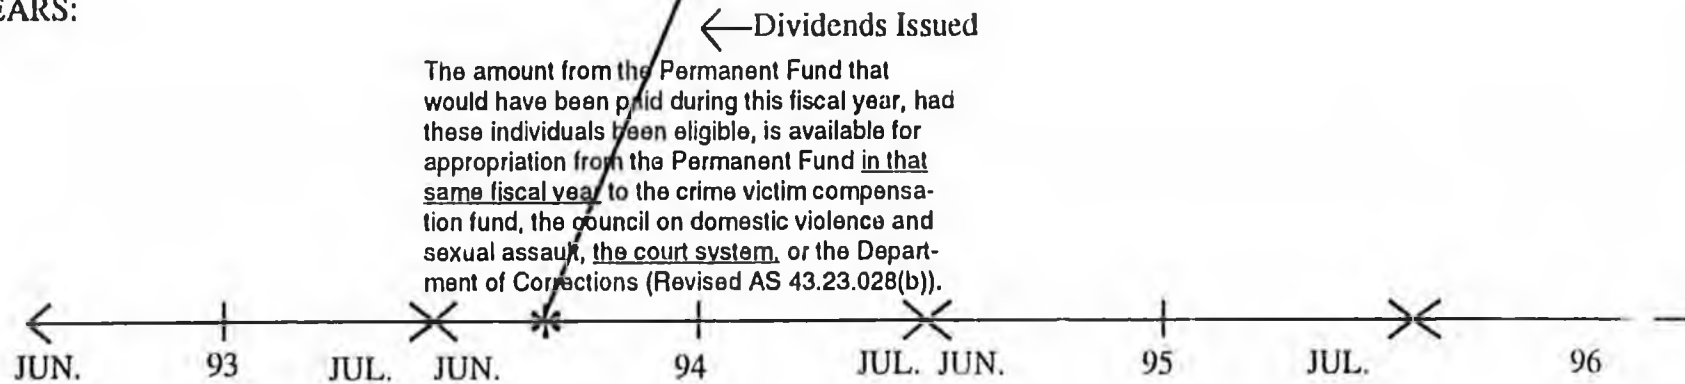 EARS:
Dividends Issued
The amount from the Permanent Fund that
would have been paid during this fiscal year, had
these individuals been eligible, is available for
appropriation from the Permanent Fund in that
same fiscal year to the crime victim compensa-
tion fund, the council on domestic violence and
sexual assault, the court system, or the Depart-
ment of Corrections (Revised AS 43.23.028(b)).
JUN. 93 JUL. JUN. 94 JUL. JUN. 95 JUL. 96